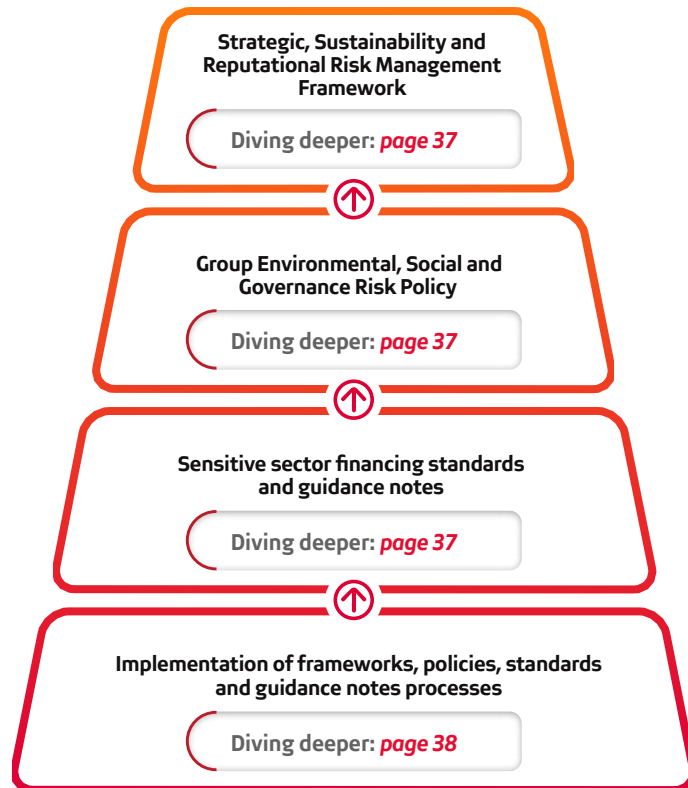 Strategic, Sustainability and
Reputational Risk Management
Framework
Diving deeper: page 37
Group Environmental, Social and
Governance Risk Policy
Diving deeper: page 37
Sensitive sector financing standards
and guidance notes
Diving deeper: page 37
Implementation of frameworks, policies, standards
and guidance notes processes
Diving deeper: page 38